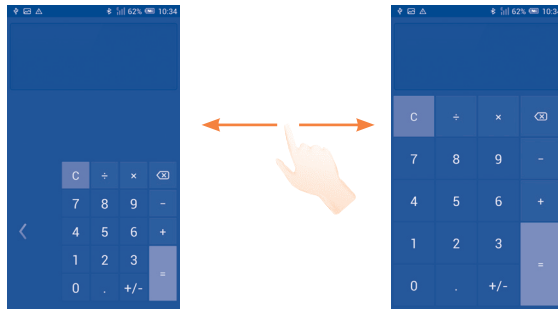 62% 10:34
C ÷ ×
7 8 9 −
4 5 6 +
1 2 3
=
0 . +/-
62% 10:34
C ÷ ×
7 8 9 −
4 5 6 +
1 2 3
=
0 . +/-